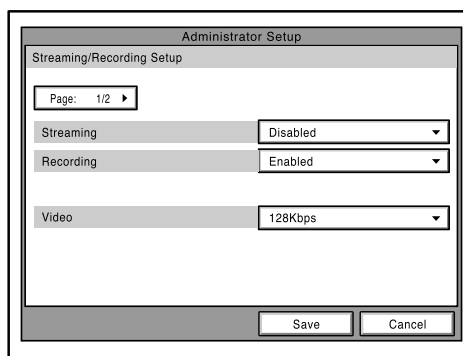 Administrator Setup
Streaming/Recording Setup
Page: 1/2
Streaming Disabled
Recording Enabled
Video 128Kbps
Save Cancel